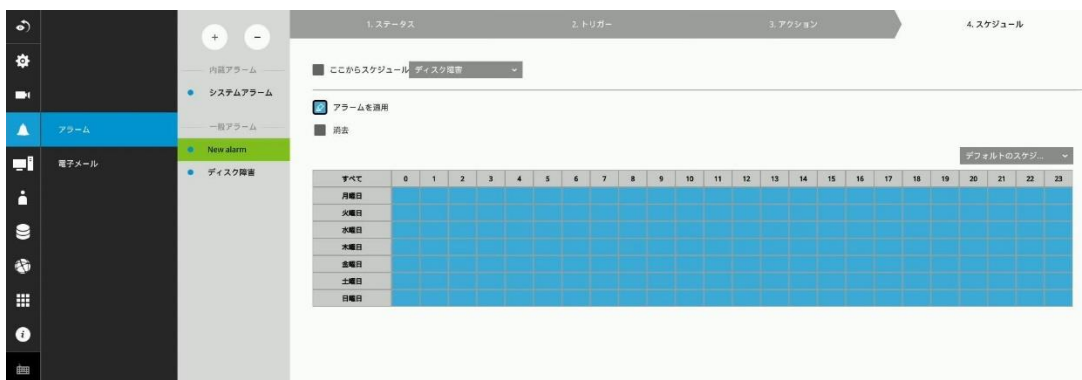 1. ステータス 2. トリガー 3. アクション 4. スケジュール
+ -
内蔵アラーム
システムアラーム
一般アラーム
New alarm
ディスク障害
アラーム
電子メール
ここからスケジュール ディスク障害
アラームを適用
消去
デフォルトのスケジ...
すべて 0 1 2 3 4 5 6 7 8 9 10 11 12 13 14 15 16 17 18 19 20 21 22 23
月曜日
火曜日
水曜日
木曜日
金曜日
土曜日
日曜日